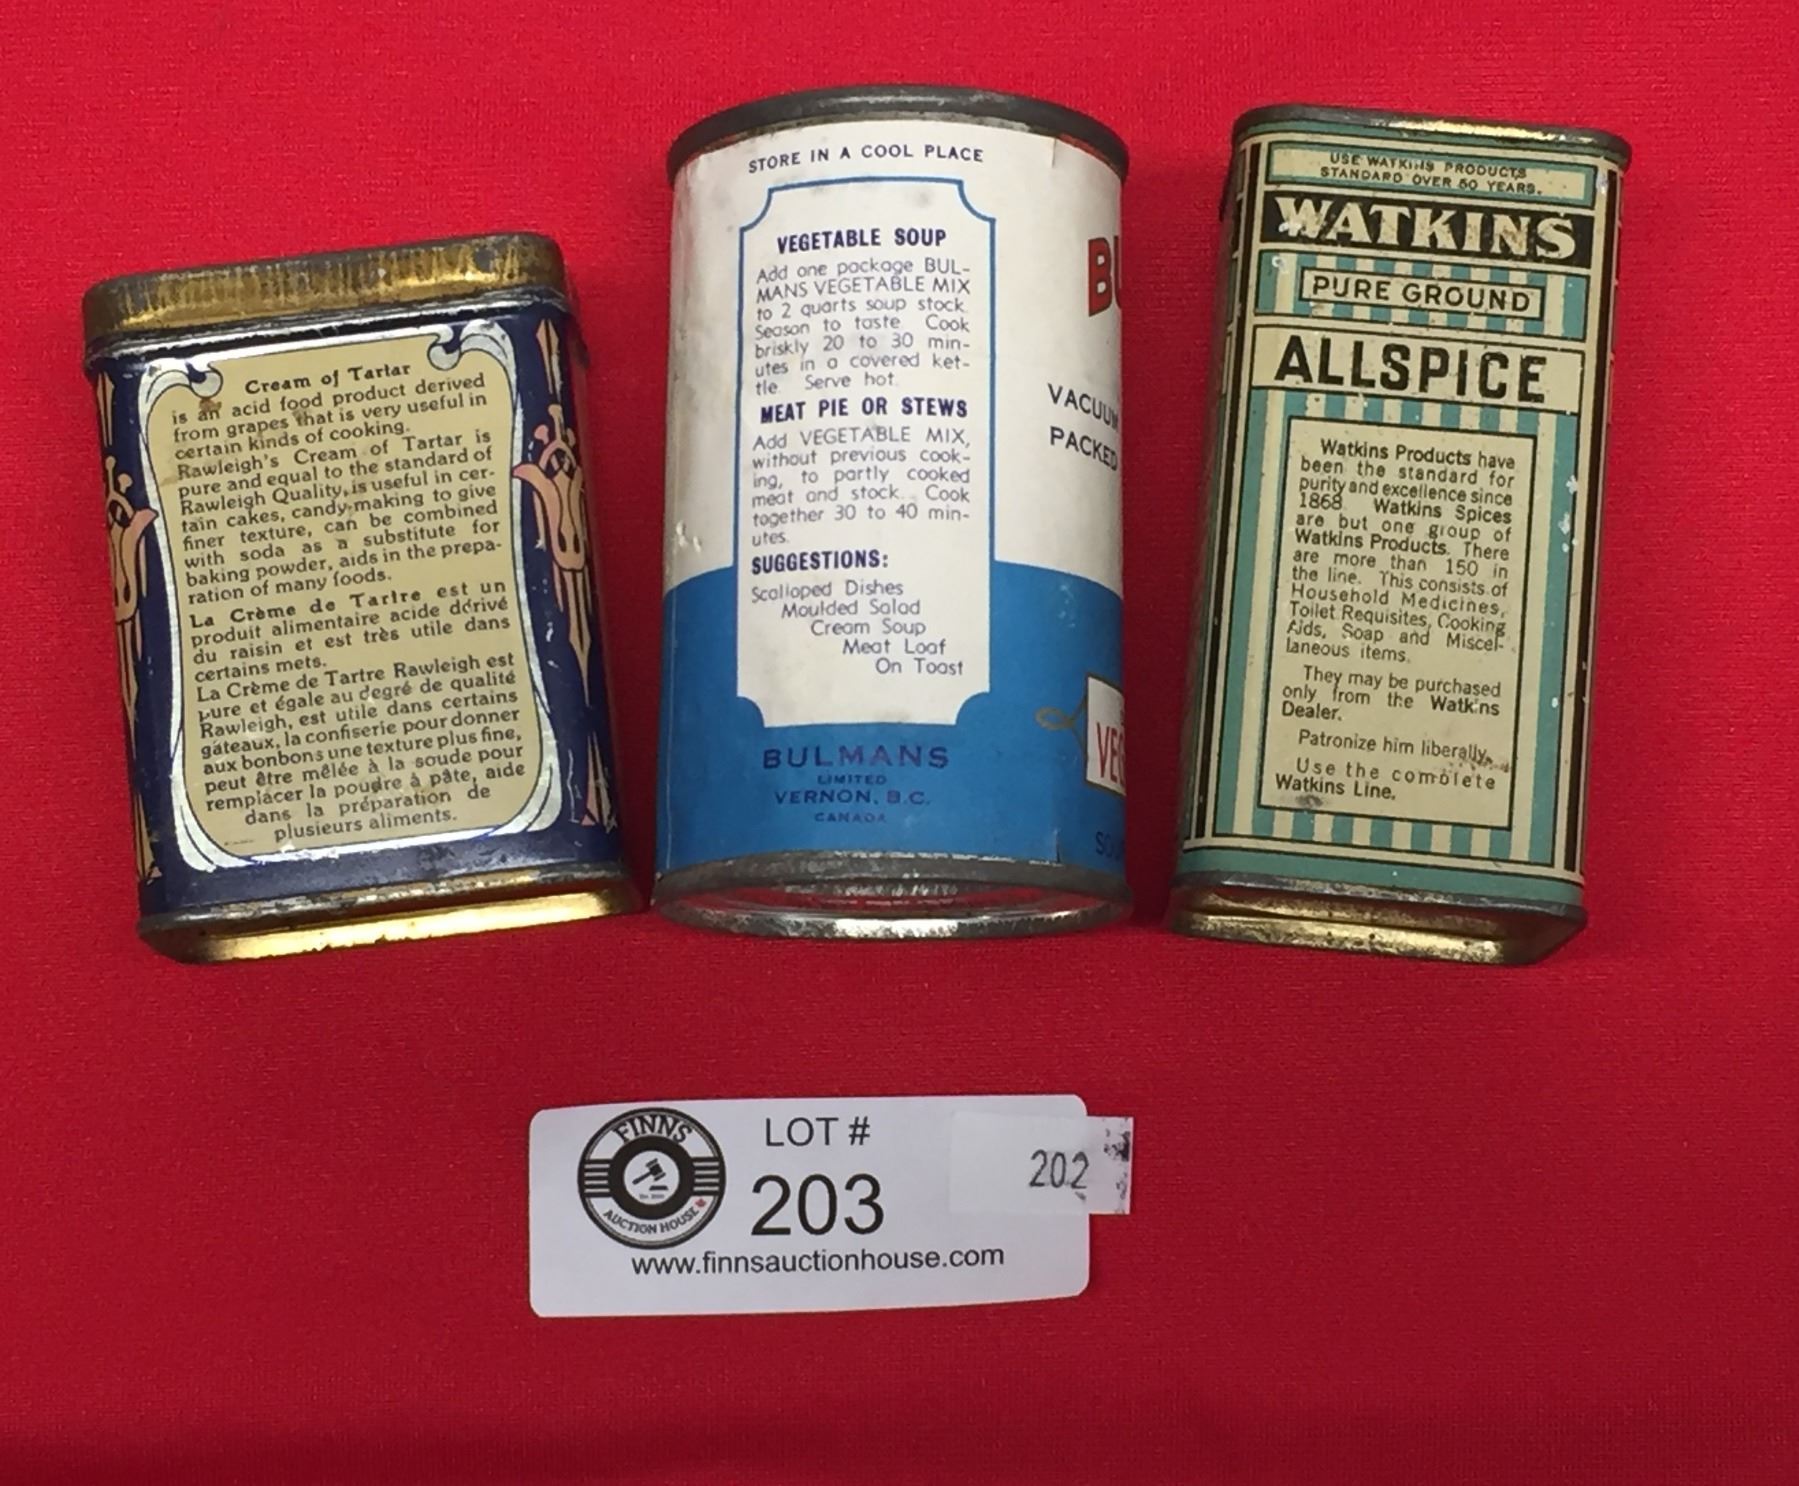 Cream of Tartar
is an acid food product derived
from grapes that is very useful in
certain kinds of cooking.
Rawleigh's Cream of Tartar is
pure and equal to the standard of
Rawleigh Quality, is useful in cer-
tain cakes, candy-making to give
finer texture, can be combined
with soda as a substitute for
baking powder, aids in the prepa-
ration of many foods.
La Crème de Tartre est un
produit alimentaire acide dérivé
du raisin et est très utile dans
certains mets.
La Crème de Tartre Rawleigh est
pure et égale au degré de qualité
Rawleigh, est utile dans certains
gâteaux, la confiserie pour donner
aux bonbons une texture plus fine,
peut être mêlée à la soude pour
remplacer la poudre à pâte, aide
dans la préparation de
plusieurs aliments.
STORE IN A COOL PLACE
VEGETABLE SOUP
Add one package BUL-
MANS VEGETABLE MIX
to 2 quarts soup stock.
Season to taste Cook
briskly 20 to 30 min-
utes in a covered ket-
tle. Serve hot.
MEAT PIE OR STEWS
Add VEGETABLE MIX,
without previous cook-
ing, to partly cooked
meat and stock. Cook
together 30 to 40 min-
utes.
SUGGESTIONS:
Scalloped Dishes
Moulded Salad
Cream Soup
Meat Loaf
On Toast
BULMANS
LIMITED
VERNON, B.C.
CANADA
BU
VACUUM
PACKED
VEG
SOU
USE WATKINS PRODUCTS
STANDARD OVER 60 YEARS.
WATKINS
PURE GROUND
ALLSPICE
Watkins Products have
been the standard for
purity and excellence since
1868. Watkins Spices
are but one group of
Watkins Products. There
are more than 150 in
the line. This consists of
Household Medicines,
Toilet Requisites, Cooking
Aids, Soap and Miscel-
laneous items.
They may be purchased
only from the Watkins
Dealer.
Patronize him liberally.
Use the complete
Watkins Line.
FINNS
AUCTION HOUSE
LOT #
203
202
www.finnsauctionhouse.com